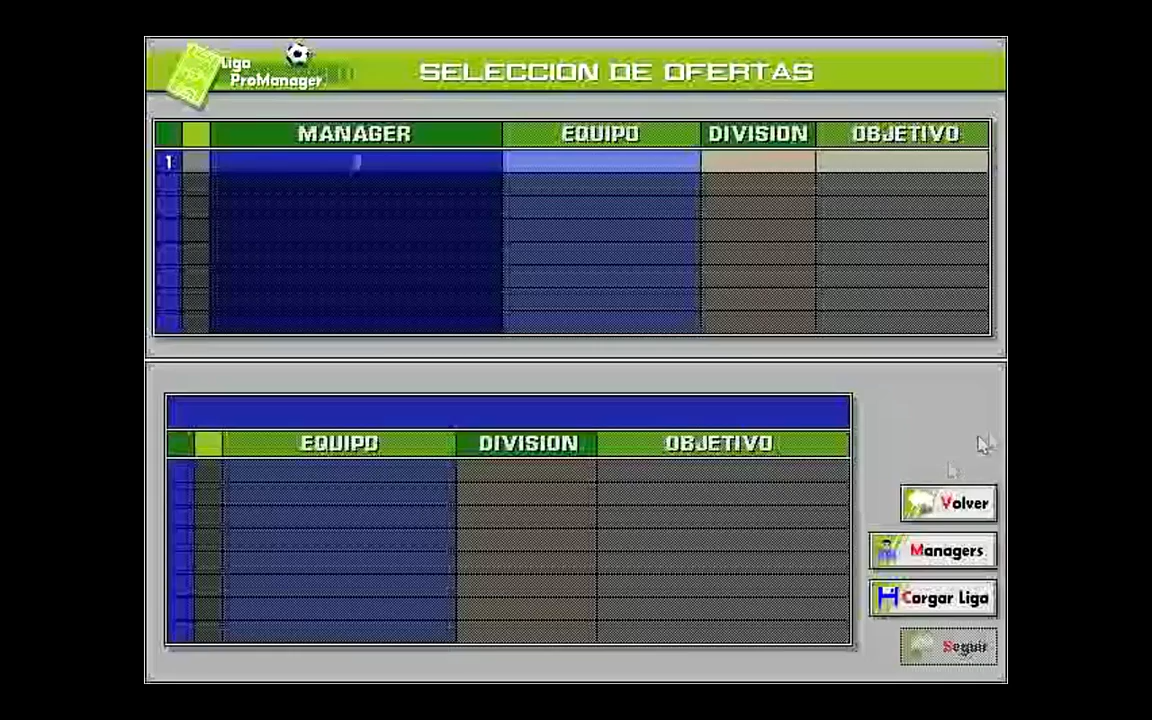 Liga
ProManager
SELECCION DE OFERTAS
MANAGER EQUIPO DIVISION OBJETIVO
1
EQUIPO DIVISION OBJETIVO
Volver
Managers
Cargar Liga
Seguir